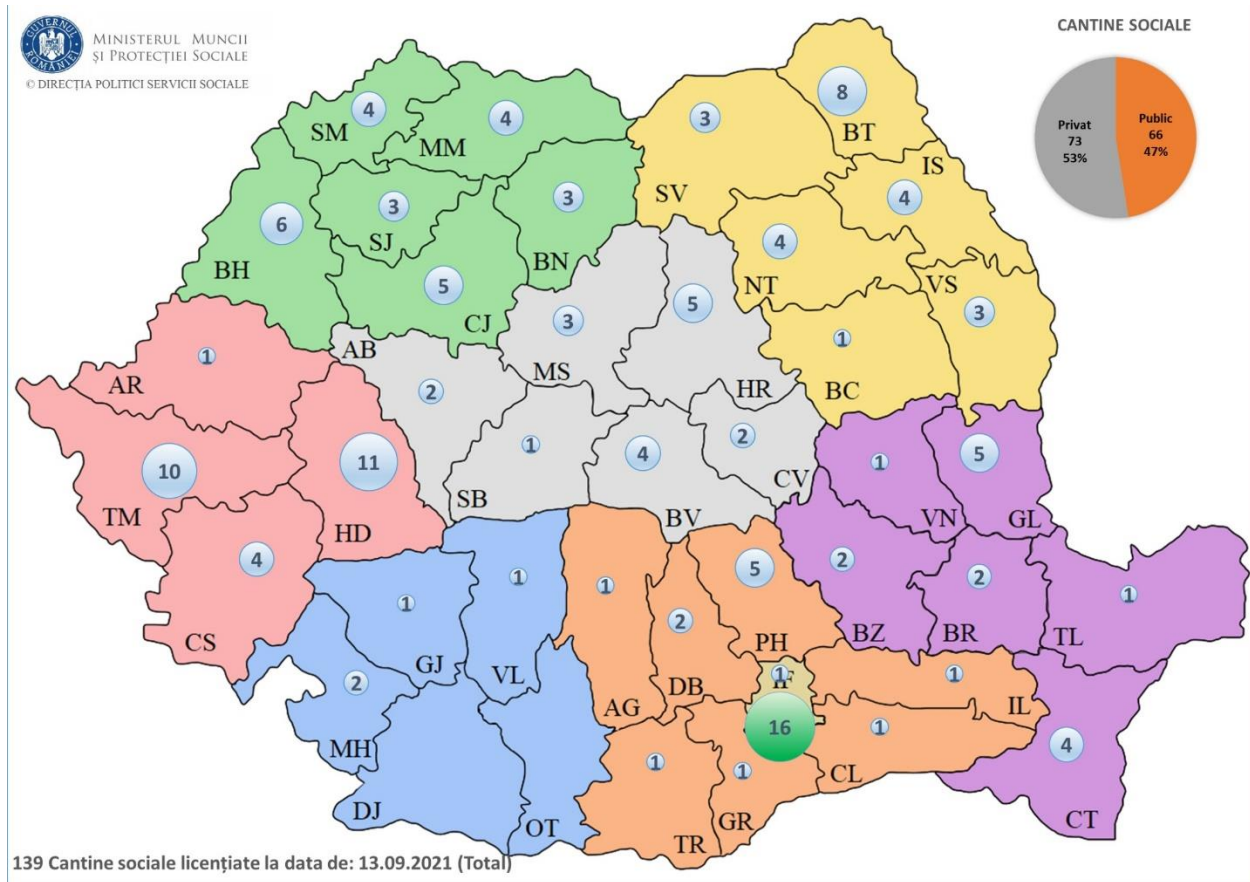 GUVERNUL ROMÂNIEI
MINISTERUL MUNCII
ȘI PROTECȚIEI SOCIALE
© DIRECȚIA POLITICI SERVICII SOCIALE
CANTINE SOCIALE
Privat
73
53%
Public
66
47%
4
SM
4
MM
3
SV
8
BT
IS
4
6
BH
3
SJ
3
BN
5
CJ
4
NT
VS
3
3
MS
5
HR
1
BC
1
AR
AB
2
10
TM
11
HD
1
SB
4
BV
2
CV
1
VN
5
GL
4
CS
1
GJ
1
VL
1
AG
2
DB
5
PH
2
BZ
2
BR
1
TL
2
MH
DJ
OT
1
IF
16
1
IL
1
CL
4
CT
1
TR
1
GR
139 Cantine sociale licențiate la data de: 13.09.2021 (Total)